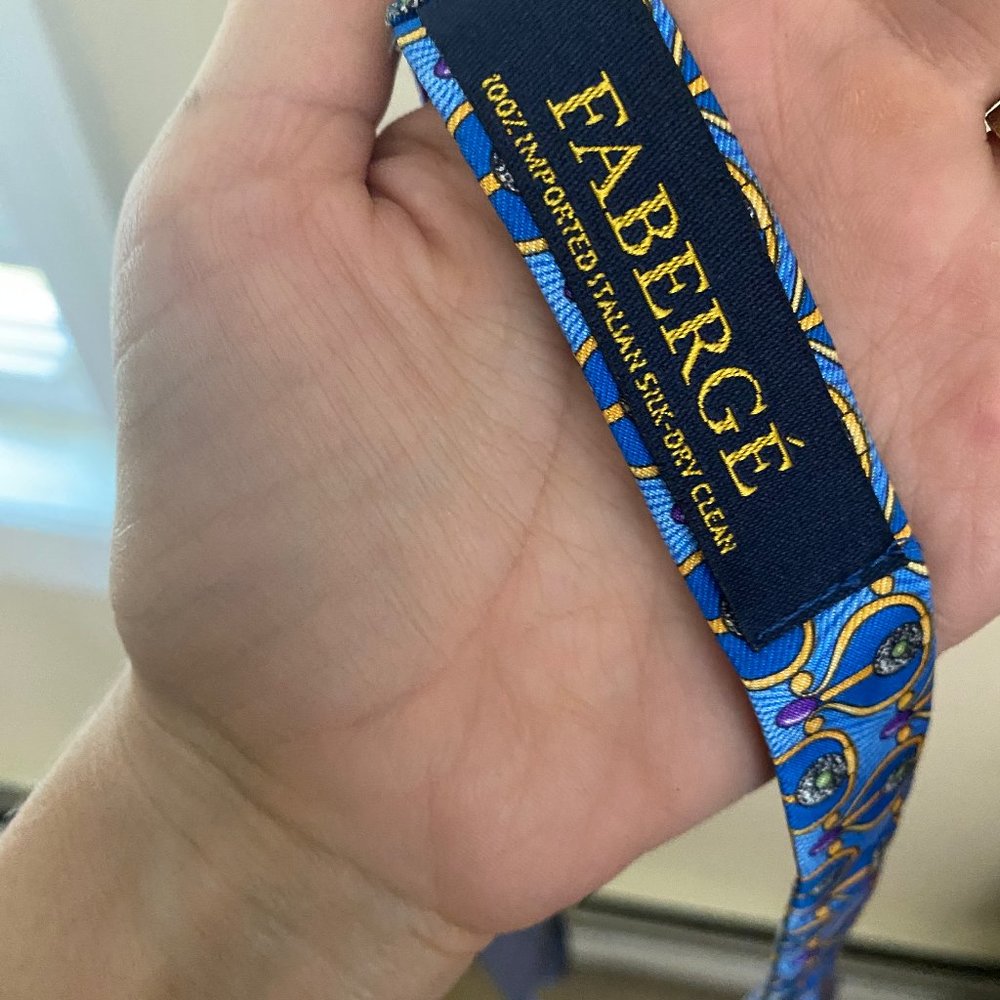 FABERGÉ
100% IMPORTED ITALIAN SILK-DRY CLEAN